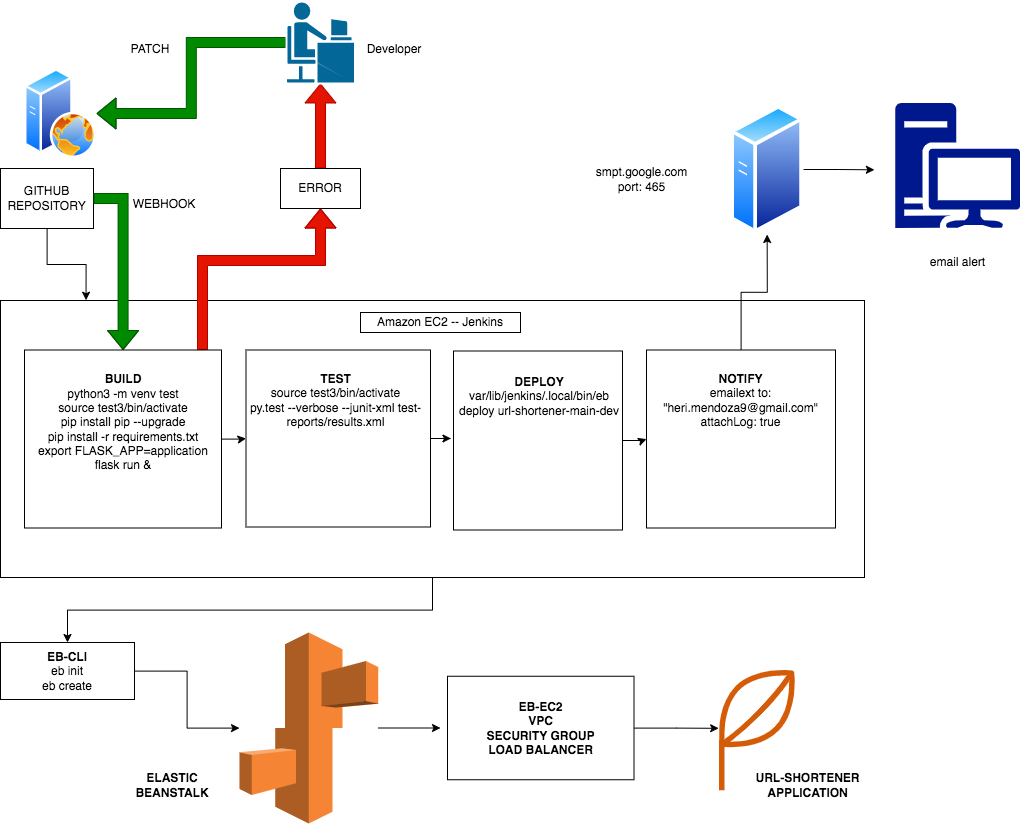 PATCH
Developer
GITHUB
REPOSITORY
WEBHOOK
ERROR
smpt.google.com
port: 465
email alert
Amazon EC2 -- Jenkins
BUILD
python3 -m venv test
source test3/bin/activate
pip install pip --upgrade
pip install -r requirements.txt
export FLASK_APP=application
flask run &
TEST
source test3/bin/activate
py.test --verbose --junit-xml test-
reports/results.xml
DEPLOY
var/lib/jenkins/.local/bin/eb
deploy url-shortener-main-dev
NOTIFY
emailext to:
"heri.mendoza9@gmail.com"
attachLog: true
EB-CLI
eb init
eb create
ELASTIC
BEANSTALK
EB-EC2
VPC
SECURITY GROUP
LOAD BALANCER
URL-SHORTENER
APPLICATION